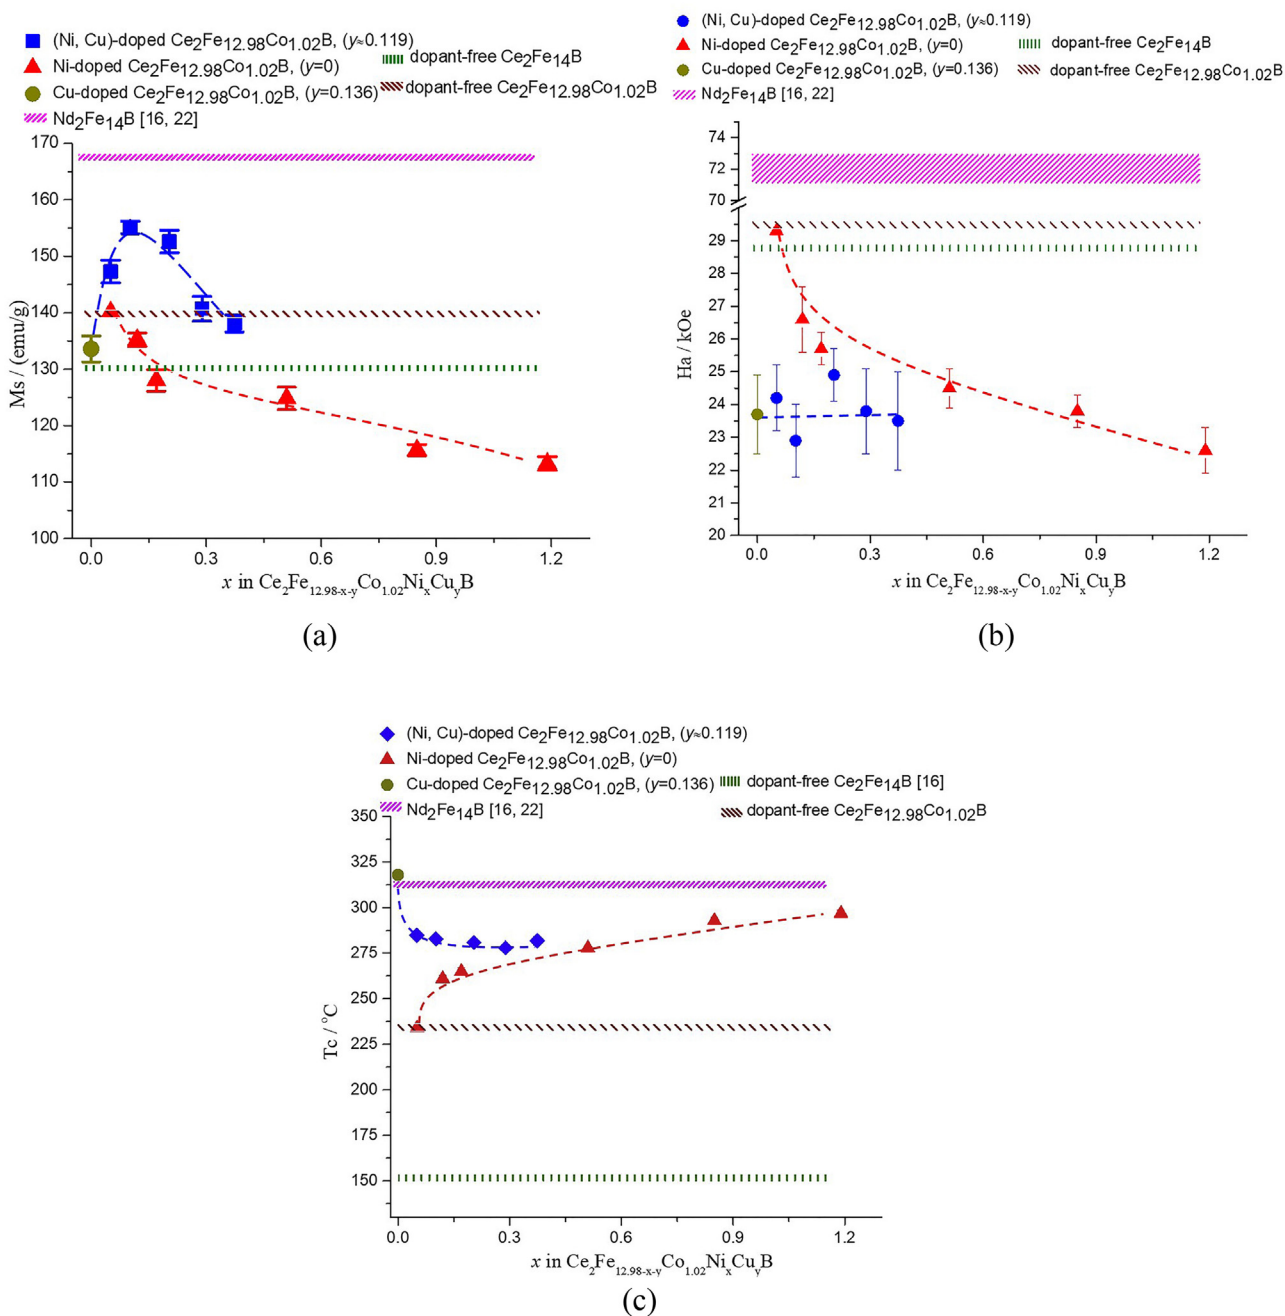 (Ni, Cu)-doped Ce2Fe12.98Co1.02B, (y≈0.119)
Ni-doped Ce2Fe12.98Co1.02B, (y=0)
Cu-doped Ce2Fe12.98Co1.02B, (y=0.136)
Nd2Fe14B [16, 22]
dopant-free Ce2Fe14B
dopant-free Ce2Fe12.98Co1.02B
170
160
150
140
130
120
110
100
Ms / (emu/g)
0.0 0.3 0.6 0.9 1.2
x in Ce2Fe12.98-x-yCo1.02NixCuyB
(a)
(Ni, Cu)-doped Ce2Fe12.98Co1.02B, (y≈0.119)
Ni-doped Ce2Fe12.98Co1.02B, (y=0)
Cu-doped Ce2Fe12.98Co1.02B, (y=0.136)
Nd2Fe14B [16, 22]
dopant-free Ce2Fe14B
dopant-free Ce2Fe12.98Co1.02B
74
72
70
29
28
27
26
25
24
23
22
21
20
Ha / kOe
0.0 0.3 0.6 0.9 1.2
x in Ce2Fe12.98-x-yCo1.02NixCuyB
(b)
(Ni, Cu)-doped Ce2Fe12.98Co1.02B, (y≈0.119)
Ni-doped Ce2Fe12.98Co1.02B, (y=0)
Cu-doped Ce2Fe12.98Co1.02B, (y=0.136)
Nd2Fe14B [16, 22]
dopant-free Ce2Fe14B [16]
dopant-free Ce2Fe12.98Co1.02B
350
325
300
275
250
225
200
175
150
Tc / °C
0.0 0.3 0.6 0.9 1.2
x in Ce2Fe12.98-x-yCo1.02NixCuyB
(c)